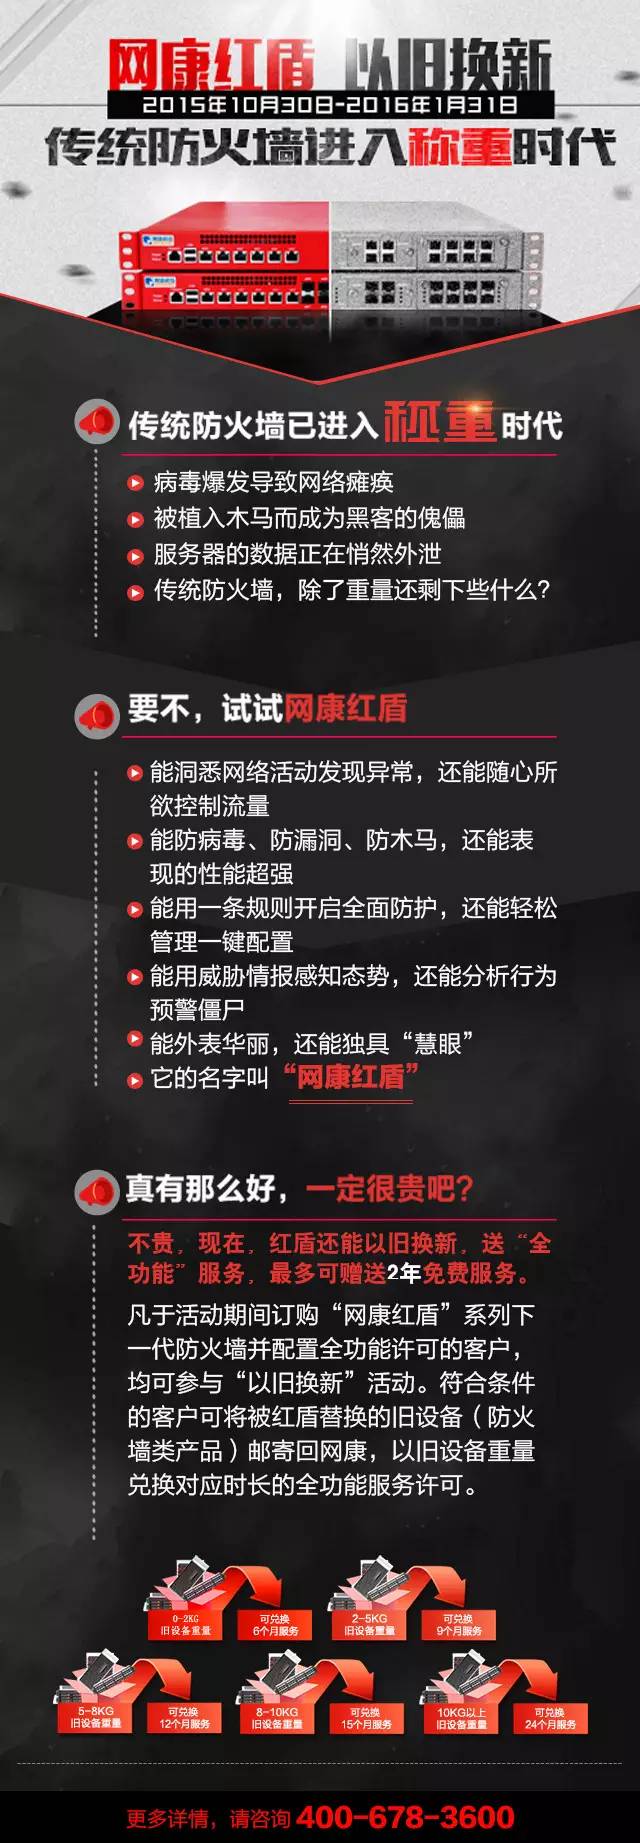 网康红盾 以旧换新
2015年10月30日-2016年1月31日
传统防火墙进入称重时代
传统防火墙已进入称重时代
病毒爆发导致网络瘫痪
被植入木马而成为黑客的傀儡
服务器的数据正在悄然外泄
传统防火墙，除了重量还剩下些什么？
要不，试试网康红盾
能洞悉网络活动发现异常，还能随心所
欲控制流量
能防病毒、防漏洞、防木马，还能表
现的性能超强
能用一条规则开启全面防护，还能轻松
管理一键配置
能用威胁情报感知态势，还能分析行为
预警僵尸
能外表华丽，还能独具“慧眼”
它的名字叫“网康红盾”
真有那么好，一定很贵吧？
不贵，现在，红盾还能以旧换新，送“全
功能”服务，最多可赠送2年免费服务。
凡于活动期间订购“网康红盾”系列下
一代防火墙并配置全功能许可的客户，
均可参与“以旧换新”活动。符合条件
的客户可将被红盾替换的旧设备（防火
墙类产品）邮寄回网康，以旧设备重量
兑换对应时长的全功能服务许可。
0-2KG
旧设备重量
可兑换
6个月服务
2-5KG
旧设备重量
可兑换
9个月服务
5-8KG
旧设备重量
可兑换
12个月服务
8-10KG
旧设备重量
可兑换
15个月服务
10KG以上
旧设备重量
可兑换
24个月服务
更多详情，请咨询 400-678-3600